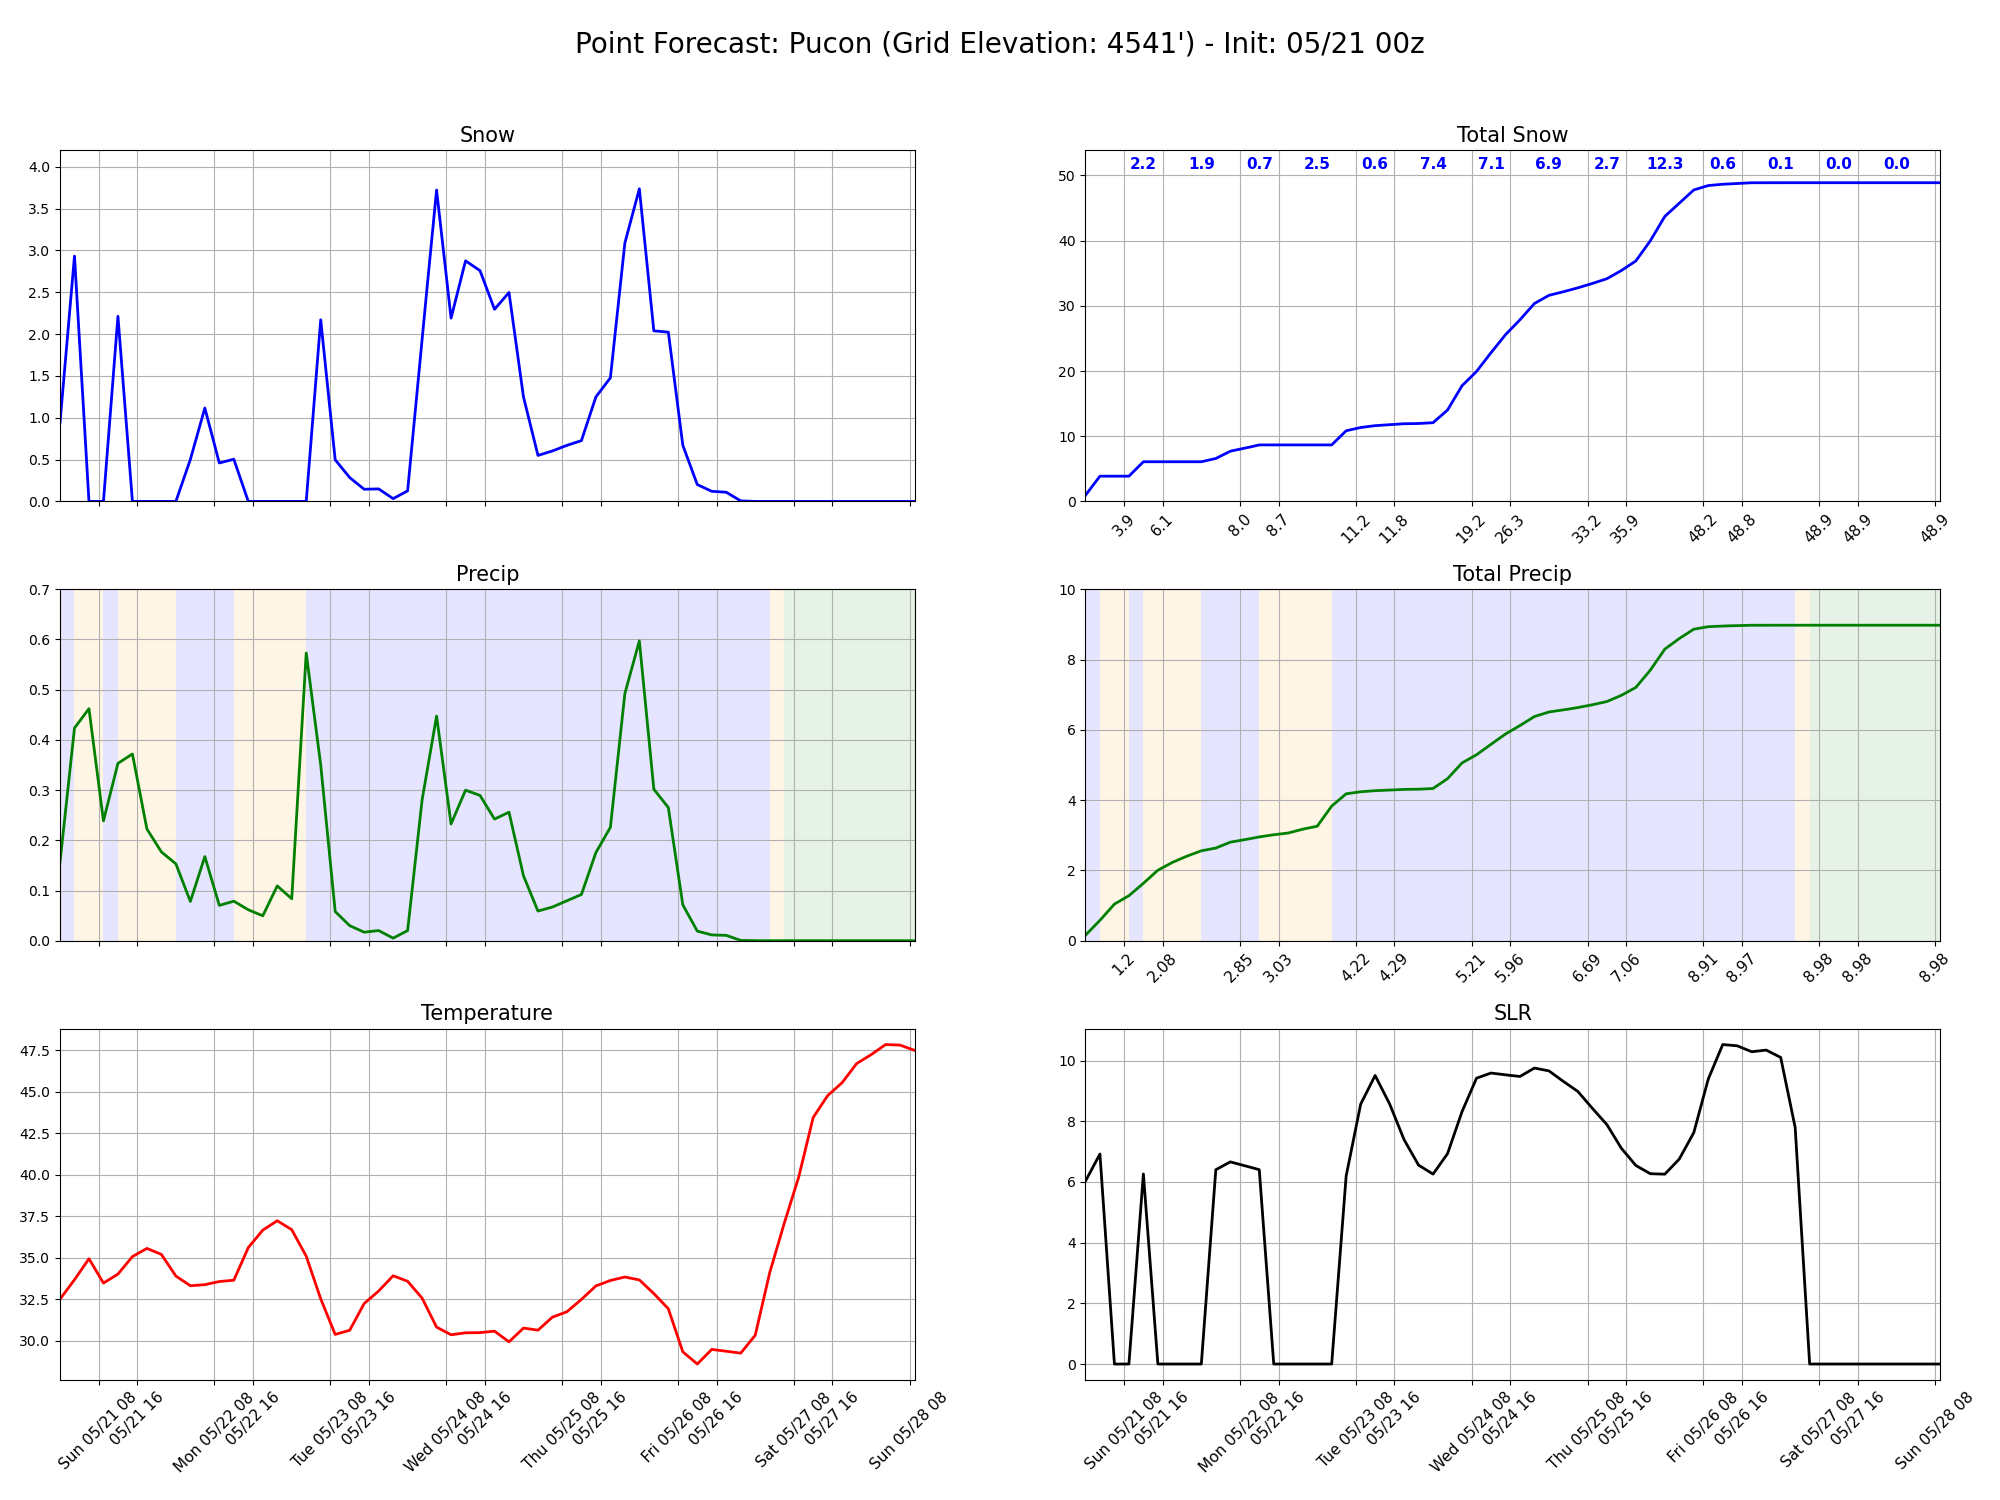 Point Forecast: Pucon (Grid Elevation: 4541') - Init: 05/21 00z
Snow
4.0
3.5
3.0
2.5
2.0
1.5
1.0
0.5
0.0
Total Snow
2.2 1.9 0.7 2.5 0.6 7.4 7.1 6.9 2.7 12.3 0.6 0.1 0.0 0.0
50
40
30
20
10
0
3.9 6.1 8.0 8.7 11.2 11.8 19.2 26.3 33.2 35.9 48.2 48.8 48.9 48.9 48.9
Precip
0.7
0.6
0.5
0.4
0.3
0.2
0.1
0.0
Total Precip
10
8
6
4
2
0
1.2 2.08 2.85 3.03 4.22 4.29 5.21 5.96 6.69 7.06 8.91 8.97 8.98 8.98 8.98
Temperature
47.5
45.0
42.5
40.0
37.5
35.0
32.5
30.0
Sun 05/21 08
05/21 16
Mon 05/22 08
05/22 16
Tue 05/23 08
05/23 16
Wed 05/24 08
05/24 16
Thu 05/25 08
05/25 16
Fri 05/26 08
05/26 16
Sat 05/27 08
05/27 16
Sun 05/28 08
SLR
10
8
6
4
2
0
Sun 05/21 08
05/21 16
Mon 05/22 08
05/22 16
Tue 05/23 08
05/23 16
Wed 05/24 08
05/24 16
Thu 05/25 08
05/25 16
Fri 05/26 08
05/26 16
Sat 05/27 08
05/27 16
Sun 05/28 08